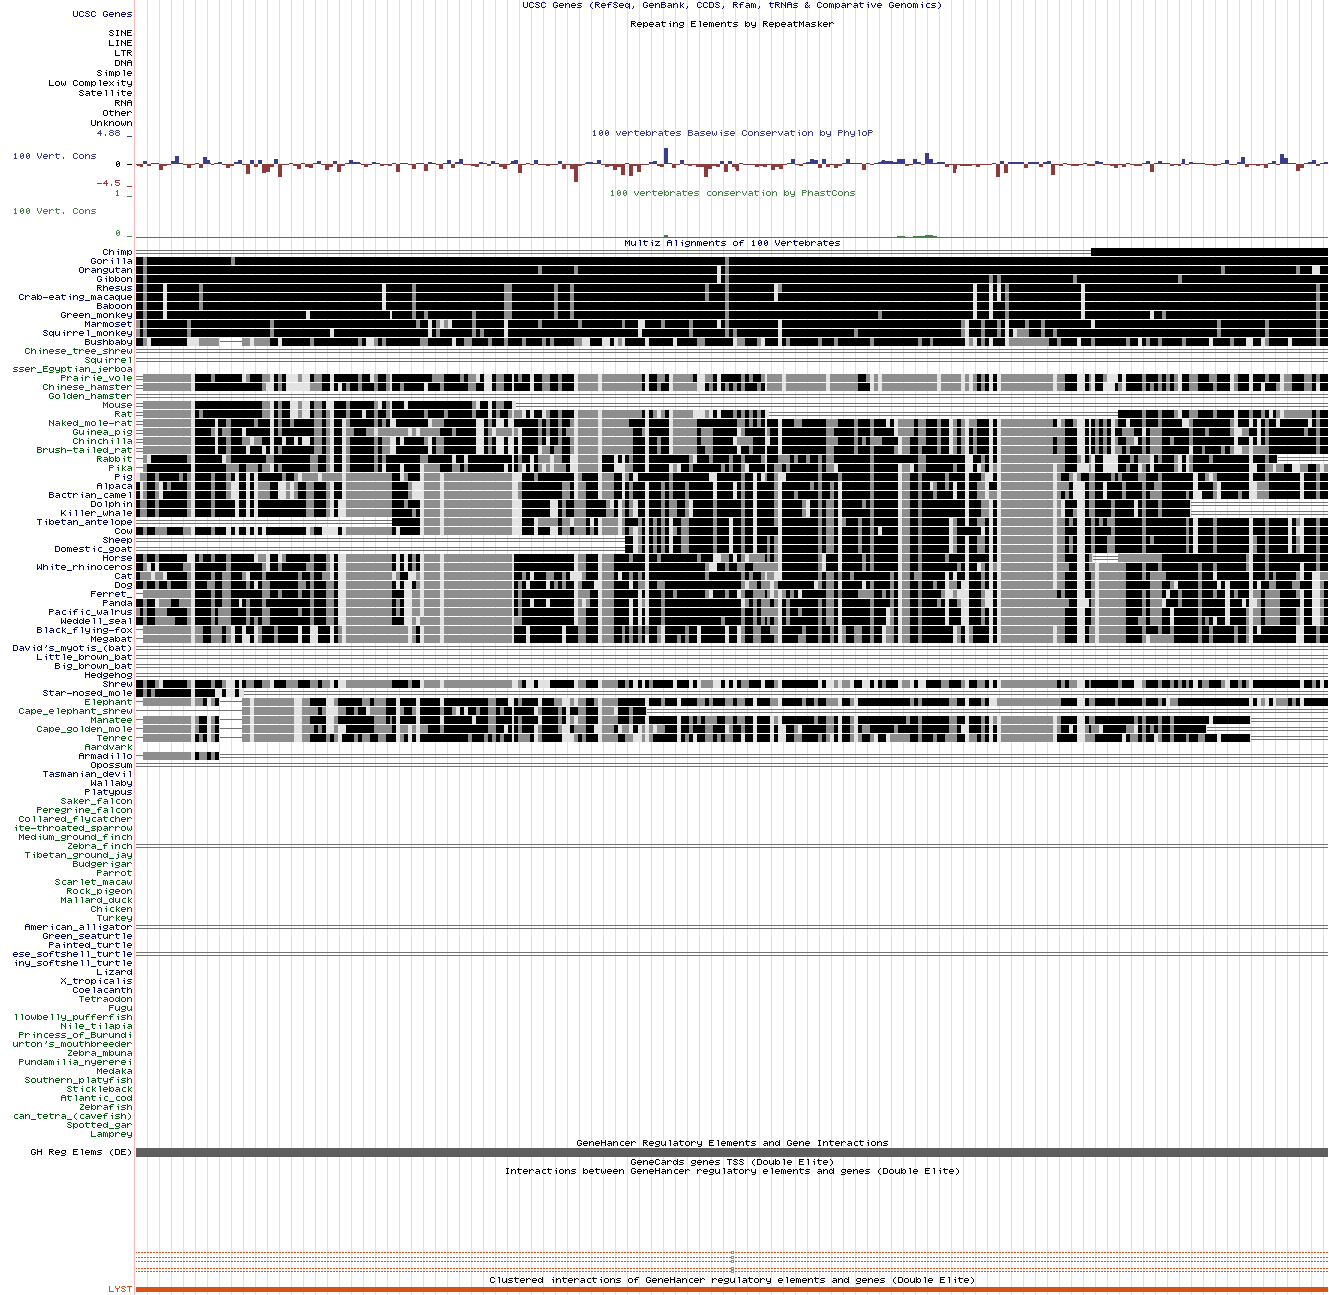 UCSC Genes (RefSeq, GenBank, CCDS, Rfam, tRNAs & Comparative Genomics)
UCSC Genes
Repeating Elements by RepeatMasker
SINE
LINE
LTR
DNA
Simple
Low Complexity
Satellite
RNA
Other
Unknown
100 vertebrates Basewise Conservation by PhyloP
4.88 _
100 Vert. Cons
0 -
-4.5 _
100 vertebrates conservation by PhastCons
1 _
100 Vert. Cons
0 _
Multiz Alignments of 100 Vertebrates
Chimp
Gorilla
Orangutan
Gibbon
Rhesus
Crab-eating_macaque
Baboon
Green_monkey
Marmoset
Squirrel_monkey
Bushbaby
Chinese_tree_shrew
Squirrel
sser_Egyptian_jerboa
Prairie_vole
Chinese_hamster
Golden_hamster
Mouse
Rat
Naked_mole-rat
Guinea_pig
Chinchilla
Brush-tailed_rat
Rabbit
Pika
Pig
Alpaca
Bactrian_camel
Dolphin
Killer_whale
Tibetan_antelope
Cow
Sheep
Domestic_goat
Horse
White_rhinoceros
Cat
Dog
Ferret_
Panda
Pacific_walrus
Weddell_seal
Black_flying-fox
Megabat
David's_myotis_(bat)
Little_brown_bat
Big_brown_bat
Hedgehog
Shrew
Star-nosed_mole
Elephant
Cape_elephant_shrew
Manatee
Cape_golden_mole
Tenrec
Aardvark
Armadillo
Opossum
Tasmanian_devil
Wallaby
Platypus
Saker_falcon
Peregrine_falcon
Collared_flycatcher
ite-throated_sparrow
Medium_ground_finch
Zebra_finch
Tibetan_ground_jay
Budgerigar
Parrot
Scarlet_macaw
Rock_pigeon
Mallard_duck
Chicken
Turkey
American_alligator
Green_seaturtle
Painted_turtle
ese_softshell_turtle
iny_softshell_turtle
Lizard
X_tropicalis
Coelacanth
Tetraodon
Fugu
llowbelly_pufferfish
Nile_tilapia
Princess_of_Burundi
urton's_mouthbreeder
Zebra_mbuna
Pundamilia_nyererei
Medaka
Southern_platyfish
Stickleback
Atlantic_cod
Zebrafish
can_tetra_(cavefish)
Spotted_gar
Lamprey
GeneHancer Regulatory Elements and Gene Interactions
GH Reg Elems (DE)
GeneCards genes TSS (Double Elite)
Interactions between GeneHancer regulatory elements and genes (Double Elite)
Clustered interactions of GeneHancer regulatory elements and genes (Double Elite)
LYST